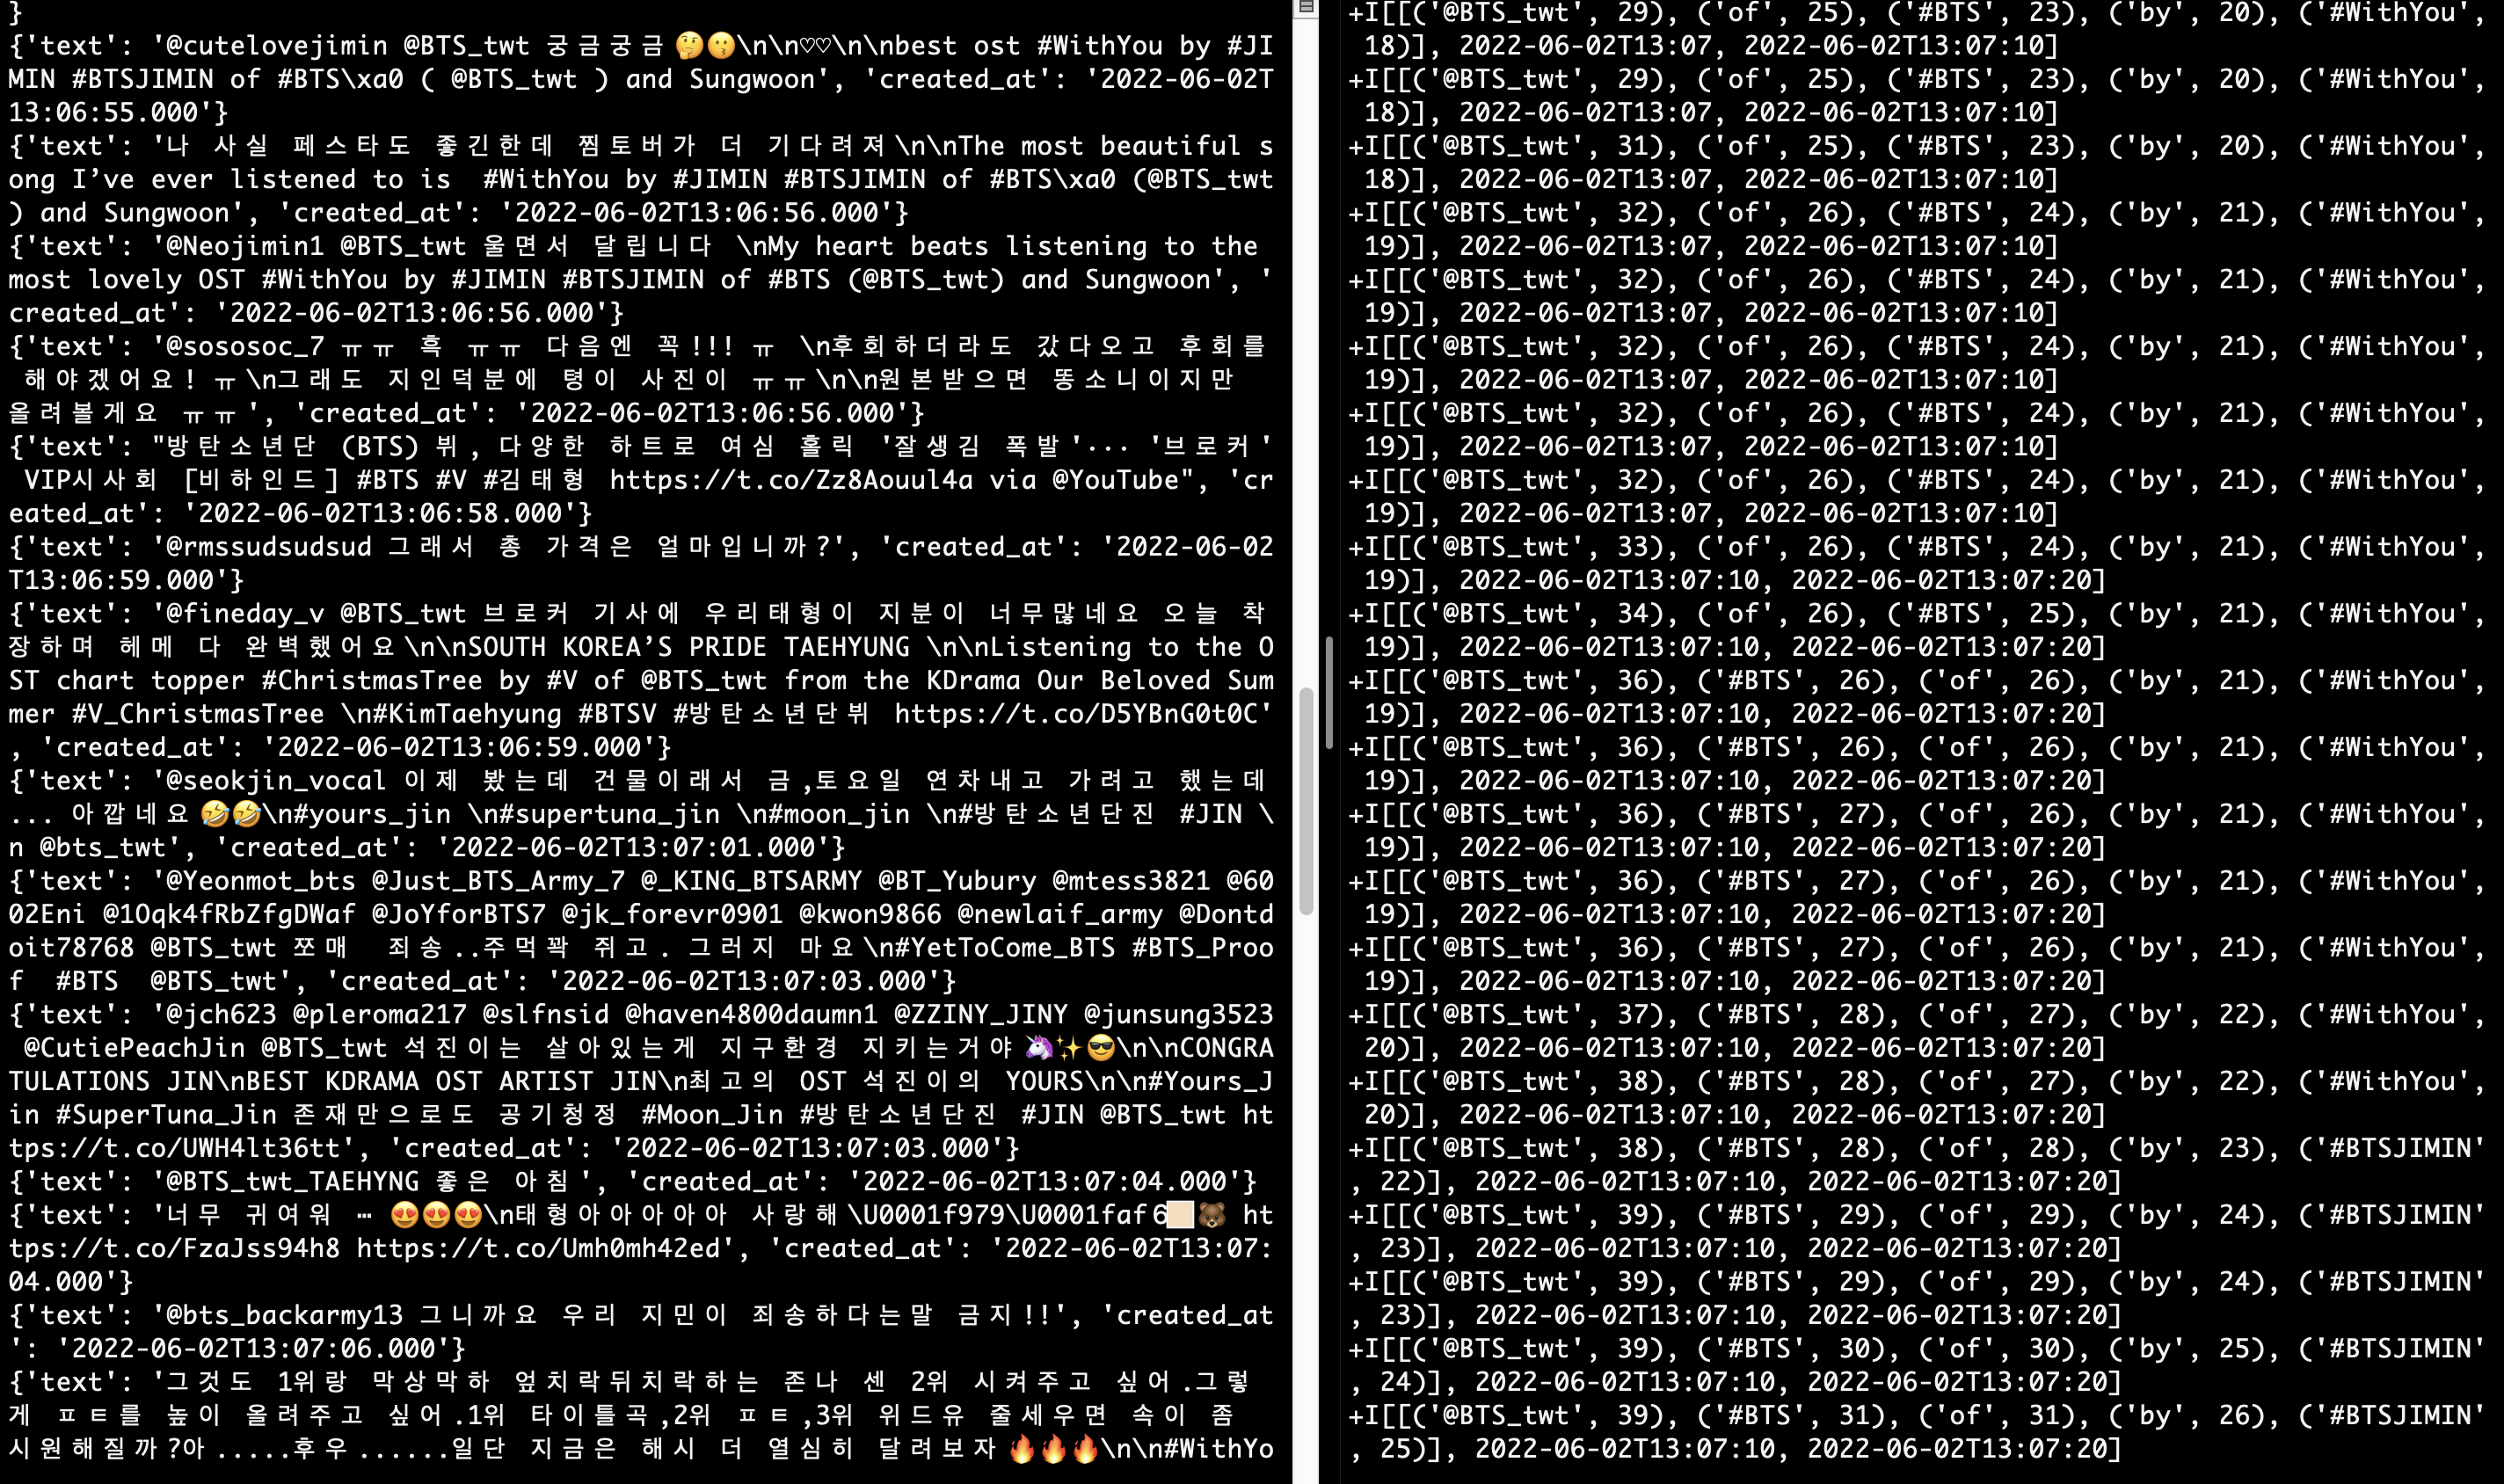 }
{'text': '@cutelovejimin @BTS_twt 궁금궁금🤔😗\n\n♡♡\n\nbest ost #WithYou by #JI
MIN #BTSJIMIN of #BTS\xa0 ( @BTS_twt ) and Sungwoon', 'created_at': '2022-06-02T
13:06:55.000'}
{'text': '나 사실 페스타도 좋긴한데 찜토버가 더 기다려져\n\nThe most beautiful s
ong I’ve ever listened to is  #WithYou by #JIMIN #BTSJIMIN of #BTS\xa0 (@BTS_twt
) and Sungwoon', 'created_at': '2022-06-02T13:06:56.000'}
{'text': '@Neojimin1 @BTS_twt 울면서 달립니다 \nMy heart beats listening to the
most lovely OST #WithYou by #JIMIN #BTSJIMIN of #BTS (@BTS_twt) and Sungwoon', '
created_at': '2022-06-02T13:06:56.000'}
{'text': '@sososoc_7 ㅠㅠ 흑 ㅠㅠ 다음엔 꼭!!! ㅠ \n후회하더라도 갔다오고 후회를
해야겠어요! ㅠ\n그래도 지인덕분에 텽이 사진이 ㅠㅠ\n\n원본받으면 똥소니이지만
올려볼게요 ㅠㅠ', 'created_at': '2022-06-02T13:06:56.000'}
{'text': "방탄소년단 (BTS) 뷔, 다양한 하트로 여심 홀릭 '잘생김 폭발'··· '브로커'
VIP시사회 [비하인드] #BTS #V #김태형 https://t.co/Zz8Aouul4a via @YouTube", 'cr
eated_at': '2022-06-02T13:06:58.000'}
{'text': '@rmssudsudsud 그래서 총 가격은 얼마입니까?', 'created_at': '2022-06-02
T13:06:59.000'}
{'text': '@fineday_v @BTS_twt 브로커 기사에 우리태형이 지분이 너무많네요 오늘 착
장하며 헤메 다 완벽했어요\n\nSOUTH KOREA’S PRIDE TAEHYUNG \n\nListening to the O
ST chart topper #ChristmasTree by #V of @BTS_twt from the KDrama Our Beloved Sum
mer #V_ChristmasTree \n#KimTaehyung #BTSV #방탄소년단뷔 https://t.co/D5YBnG0t0C'
, 'created_at': '2022-06-02T13:06:59.000'}
{'text': '@seokjin_vocal 이제 봤는데 건물이래서 금,토요일 연차내고 가려고 했는데
... 아깝네요🤣🤣\n#yours_jin \n#supertuna_jin \n#moon_jin \n#방탄소년단진 #JIN \
n @bts_twt', 'created_at': '2022-06-02T13:07:01.000'}
{'text': '@Yeonmot_bts @Just_BTS_Army_7 @_KING_BTSARMY @BT_Yubury @mtess3821 @60
02Eni @1Oqk4fRbZfgDWaf @JoYforBTS7 @jk_forevr0901 @kwon9866 @newlaif_army @Dontd
oit78768 @BTS_twt 쪼매  죄송..주먹꽉 쥐고. 그러지 마요\n#YetToCome_BTS #BTS_Proo
f  #BTS  @BTS_twt', 'created_at': '2022-06-02T13:07:03.000'}
{'text': '@jch623 @pleroma217 @slfnsid @haven4800daumn1 @ZZINY_JINY @junsung3523
@CutiePeachJin @BTS_twt 석진이는 살아있는게 지구환경 지키는거야🦄✨😎\n\nCONGRA
TULATIONS JIN\nBEST KDRAMA OST ARTIST JIN\n최고의 OST 석진이의 YOURS\n\n#Yours_J
in #SuperTuna_Jin 존재만으로도 공기청정 #Moon_Jin #방탄소년단진 #JIN @BTS_twt ht
tps://t.co/UWH4lt36tt', 'created_at': '2022-06-02T13:07:03.000'}
{'text': '@BTS_twt_TAEHYNG 좋은 아침', 'created_at': '2022-06-02T13:07:04.000'}
{'text': '너무 귀여워 … 😍😍😍\n태형아아아아아 사랑해\U0001f979\U0001faf6🏻🐻 ht
tps://t.co/FzaJss94h8 https://t.co/Umh0mh42ed', 'created_at': '2022-06-02T13:07:
04.000'}
{'text': '@bts_backarmy13 그니까요 우리 지민이 죄송하다는말 금지!!', 'created_at
': '2022-06-02T13:07:06.000'}
{'text': '그것도 1위랑 막상막하 엎치락뒤치락하는 존나 센 2위 시켜주고 싶어.그렇
게 ㅍㅌ를 높이 올려주고 싶어.1위 타이틀곡,2위 ㅍㅌ,3위 위드유 줄세우면 속이 좀
시원해질까?아.....후우......일단 지금은 해시 더 열심히 달려보자🔥🔥🔥\n\n#WithYo
+I[[('@BTS_twt', 29), ('of', 25), ('#BTS', 23), ('by', 20), ('#WithYou',
18)], 2022-06-02T13:07, 2022-06-02T13:07:10]
+I[[('@BTS_twt', 29), ('of', 25), ('#BTS', 23), ('by', 20), ('#WithYou',
18)], 2022-06-02T13:07, 2022-06-02T13:07:10]
+I[[('@BTS_twt', 31), ('of', 25), ('#BTS', 23), ('by', 20), ('#WithYou',
18)], 2022-06-02T13:07, 2022-06-02T13:07:10]
+I[[('@BTS_twt', 32), ('of', 26), ('#BTS', 24), ('by', 21), ('#WithYou',
19)], 2022-06-02T13:07, 2022-06-02T13:07:10]
+I[[('@BTS_twt', 32), ('of', 26), ('#BTS', 24), ('by', 21), ('#WithYou',
19)], 2022-06-02T13:07, 2022-06-02T13:07:10]
+I[[('@BTS_twt', 32), ('of', 26), ('#BTS', 24), ('by', 21), ('#WithYou',
19)], 2022-06-02T13:07, 2022-06-02T13:07:10]
+I[[('@BTS_twt', 32), ('of', 26), ('#BTS', 24), ('by', 21), ('#WithYou',
19)], 2022-06-02T13:07, 2022-06-02T13:07:10]
+I[[('@BTS_twt', 32), ('of', 26), ('#BTS', 24), ('by', 21), ('#WithYou',
19)], 2022-06-02T13:07, 2022-06-02T13:07:10]
+I[[('@BTS_twt', 33), ('of', 26), ('#BTS', 24), ('by', 21), ('#WithYou',
19)], 2022-06-02T13:07:10, 2022-06-02T13:07:20]
+I[[('@BTS_twt', 34), ('of', 26), ('#BTS', 25), ('by', 21), ('#WithYou',
19)], 2022-06-02T13:07:10, 2022-06-02T13:07:20]
+I[[('@BTS_twt', 36), ('#BTS', 26), ('of', 26), ('by', 21), ('#WithYou',
19)], 2022-06-02T13:07:10, 2022-06-02T13:07:20]
+I[[('@BTS_twt', 36), ('#BTS', 26), ('of', 26), ('by', 21), ('#WithYou',
19)], 2022-06-02T13:07:10, 2022-06-02T13:07:20]
+I[[('@BTS_twt', 36), ('#BTS', 27), ('of', 26), ('by', 21), ('#WithYou',
19)], 2022-06-02T13:07:10, 2022-06-02T13:07:20]
+I[[('@BTS_twt', 36), ('#BTS', 27), ('of', 26), ('by', 21), ('#WithYou',
19)], 2022-06-02T13:07:10, 2022-06-02T13:07:20]
+I[[('@BTS_twt', 36), ('#BTS', 27), ('of', 26), ('by', 21), ('#WithYou',
19)], 2022-06-02T13:07:10, 2022-06-02T13:07:20]
+I[[('@BTS_twt', 37), ('#BTS', 28), ('of', 27), ('by', 22), ('#WithYou',
20)], 2022-06-02T13:07:10, 2022-06-02T13:07:20]
+I[[('@BTS_twt', 38), ('#BTS', 28), ('of', 27), ('by', 22), ('#WithYou',
20)], 2022-06-02T13:07:10, 2022-06-02T13:07:20]
+I[[('@BTS_twt', 38), ('#BTS', 28), ('of', 28), ('by', 23), ('#BTSJIMIN'
, 22)], 2022-06-02T13:07:10, 2022-06-02T13:07:20]
+I[[('@BTS_twt', 39), ('#BTS', 29), ('of', 29), ('by', 24), ('#BTSJIMIN'
, 23)], 2022-06-02T13:07:10, 2022-06-02T13:07:20]
+I[[('@BTS_twt', 39), ('#BTS', 29), ('of', 29), ('by', 24), ('#BTSJIMIN'
, 23)], 2022-06-02T13:07:10, 2022-06-02T13:07:20]
+I[[('@BTS_twt', 39), ('#BTS', 30), ('of', 30), ('by', 25), ('#BTSJIMIN'
, 24)], 2022-06-02T13:07:10, 2022-06-02T13:07:20]
+I[[('@BTS_twt', 39), ('#BTS', 31), ('of', 31), ('by', 26), ('#BTSJIMIN'
, 25)], 2022-06-02T13:07:10, 2022-06-02T13:07:20]